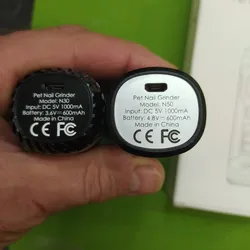 Pet Nail Grinder
Model: N30
Input: DC 5V 1000mA
Battery: 3.6V⎓600mAh
Made in China
CE FC
Pet Nail Grinder
Model: N50
Input: DC 5V 1000mA
Battery: 4.8V⎓600mAh
Made in China
CE FC